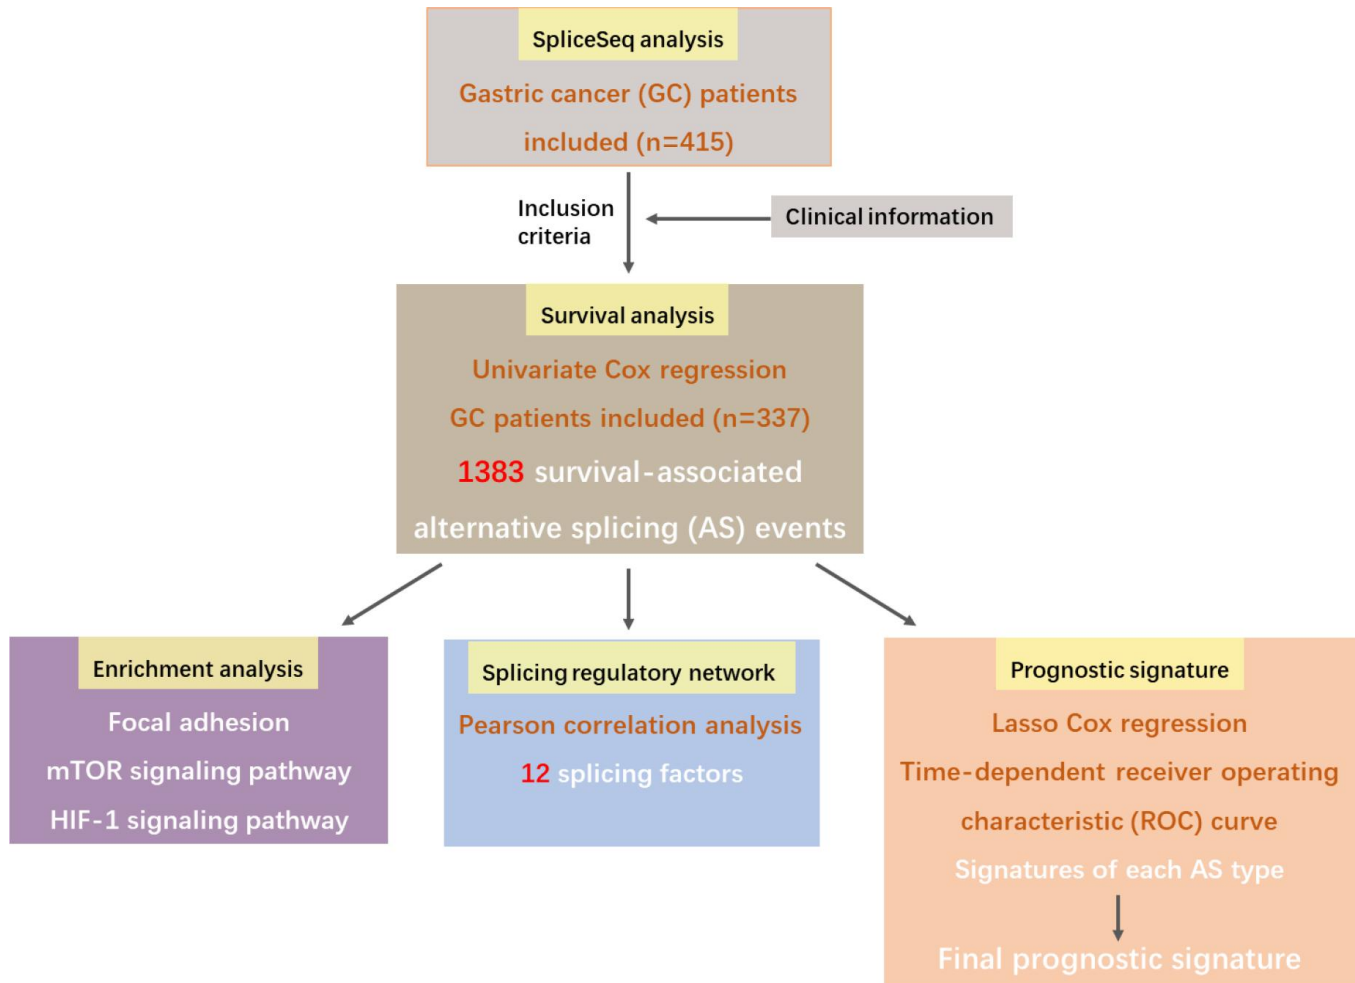 SpliceSeq analysis
Gastric cancer (GC) patients
included (n=415)
Inclusion
criteria
Clinical information
Survival analysis
Univariate Cox regression
GC patients included (n=337)
1383 survival-associated
alternative splicing (AS) events
Enrichment analysis
Focal adhesion
mTOR signaling pathway
HIF-1 signaling pathway
Splicing regulatory network
Pearson correlation analysis
12 splicing factors
Prognostic signature
Lasso Cox regression
Time-dependent receiver operating
characteristic (ROC) curve
Signatures of each AS type
Final prognostic signature